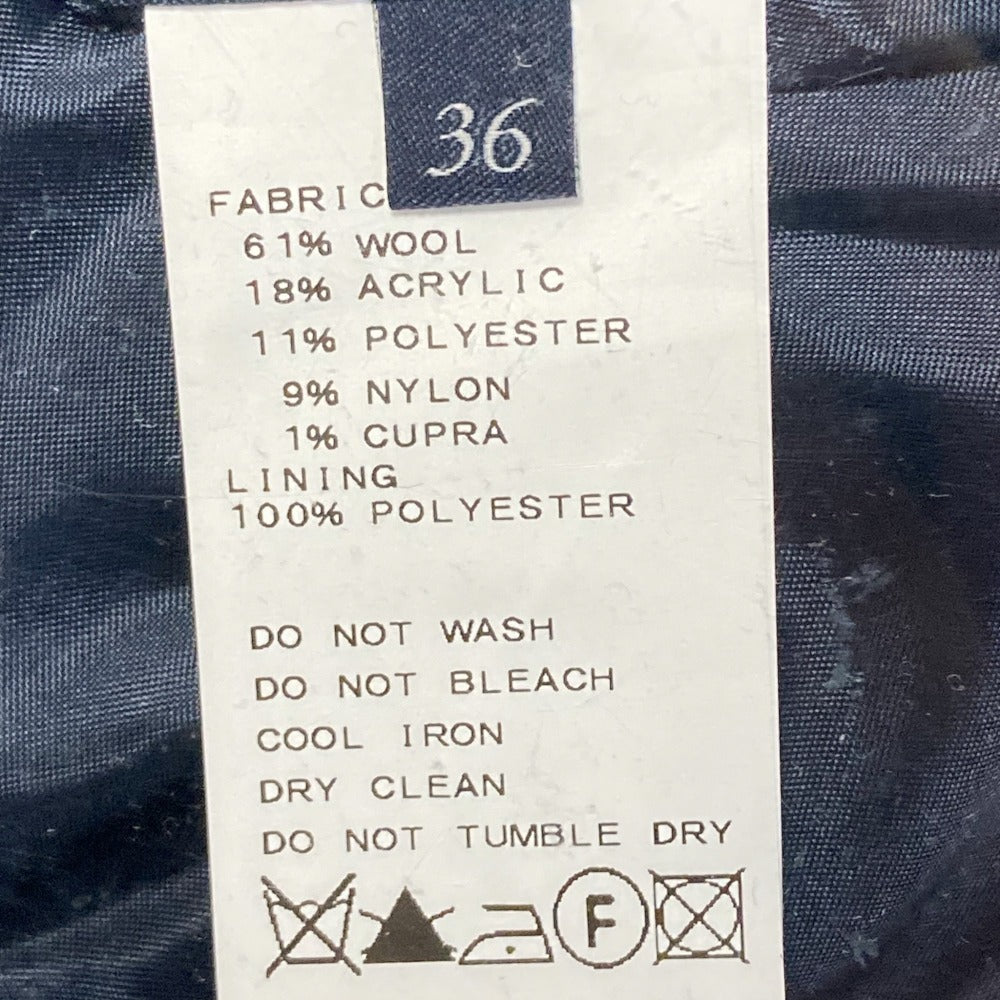 36
FABRIC
61% WOOL
18% ACRYLIC
11% POLYESTER
9% NYLON
1% CUPRA
LINING
100% POLYESTER
DO NOT WASH
DO NOT BLEACH
COOL IRON
DRY CLEAN
DO NOT TUMBLE DRY
F